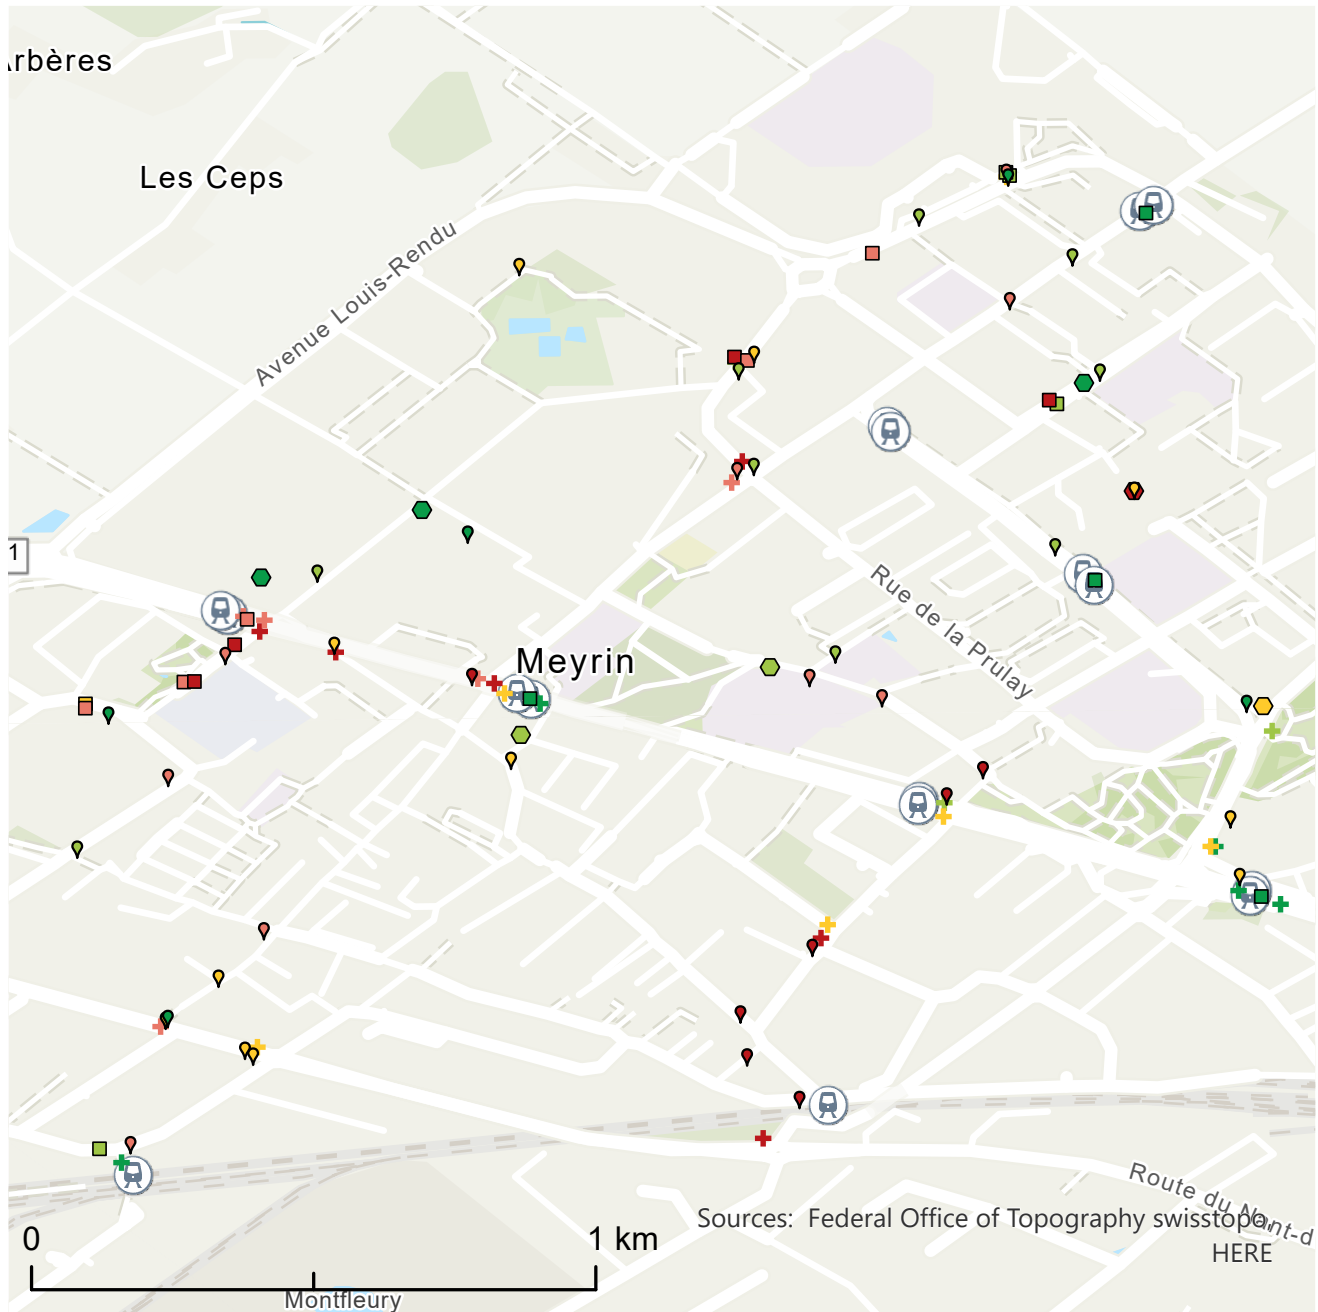 rbères
Les Ceps
Avenue Louis-Rendu
1
Rue de la Prulay
Meyrin
Route du Nant-d
Sources: Federal Office of Topography swisstopo,
HERE
0
1 km
Montfleury